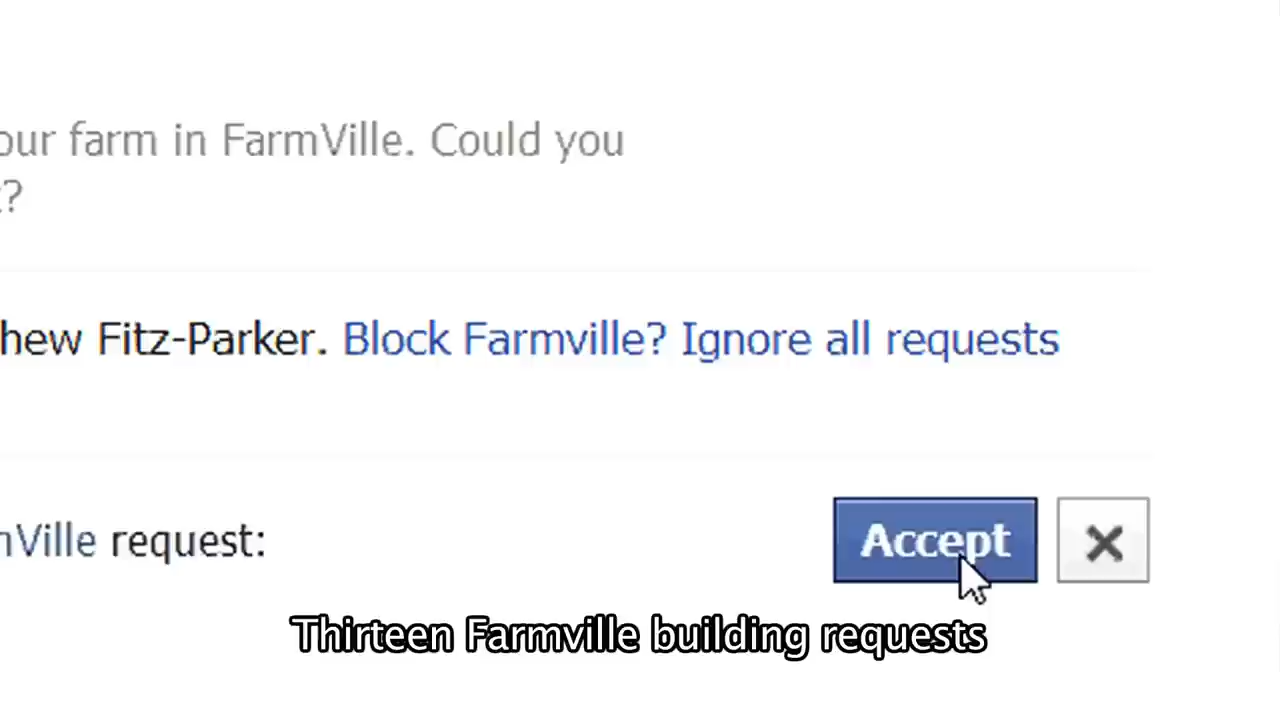 our farm in FarmVille. Could you
?
hew Fitz-Parker. Block Farmville? Ignore all requests
mVille request:
Accept
Thirteen Farmville building requests